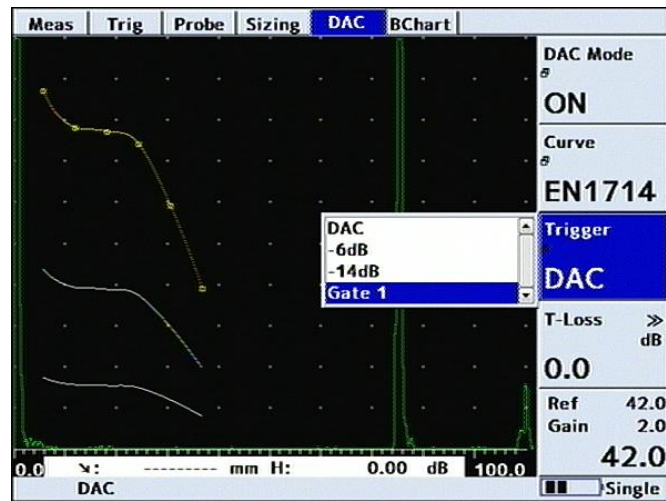 Meas Trig Probe Sizing DAC BChart
DAC Mode
ON
Curve
EN1714
Trigger
DAC
DAC
-6dB
-14dB
Gate 1
T-Loss »
dB
0.0
Ref 42.0
Gain 2.0
42.0
0.0 ↘: --------- mm H: 0.00 dB 100.0
DAC
Single